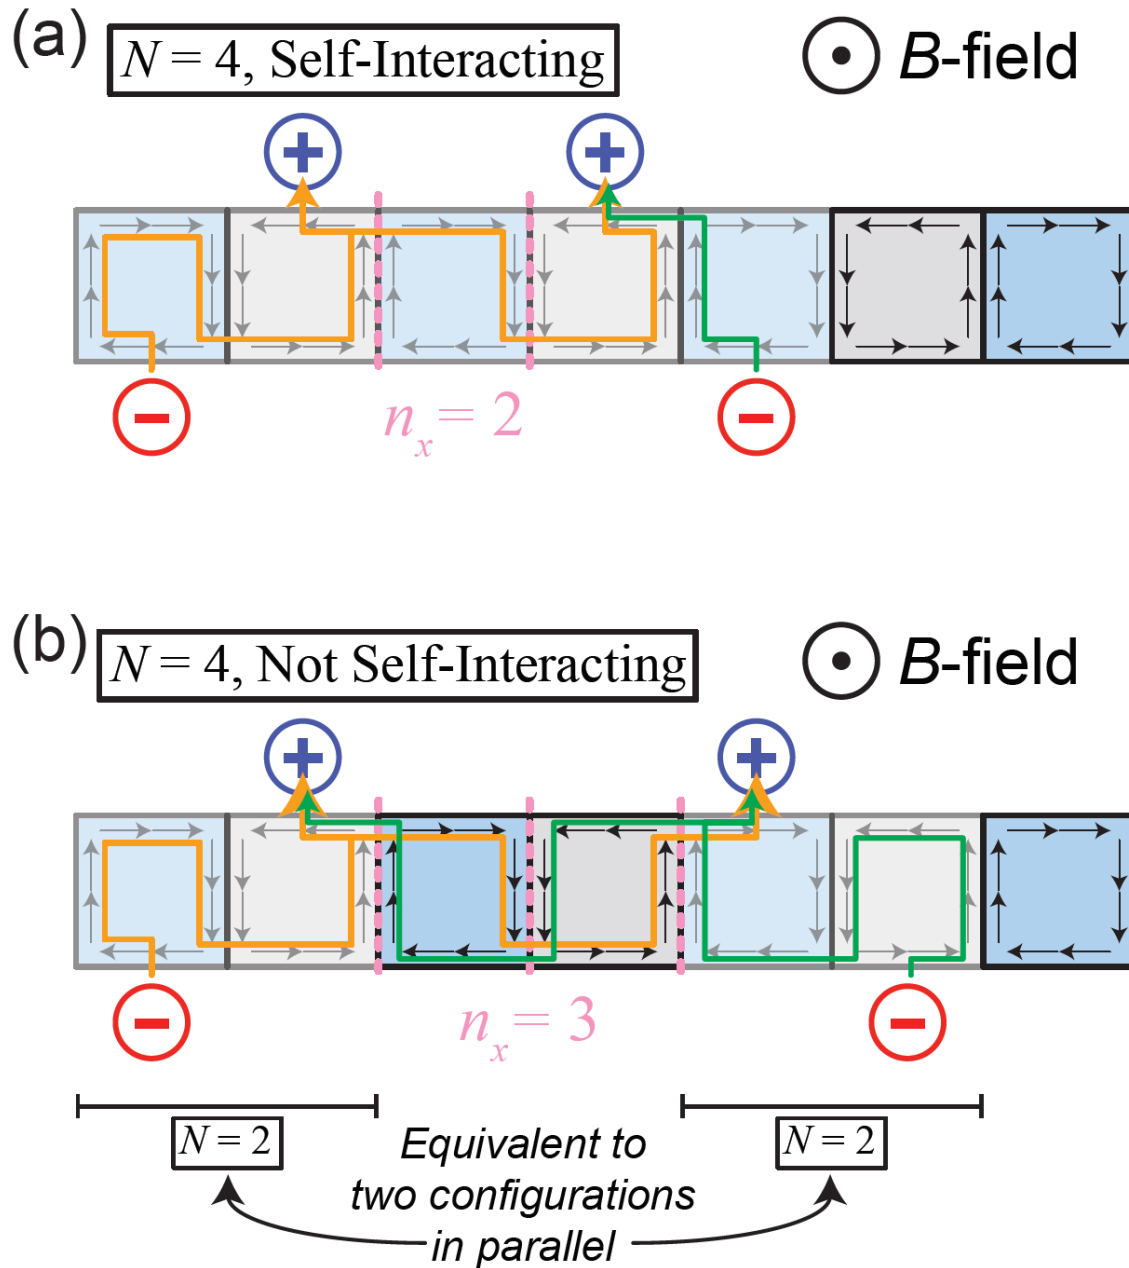 (a)
N = 4, Self-Interacting
B-field
+
+
−
−
n_x = 2
(b)
N = 4, Not Self-Interacting
B-field
+
+
−
−
n_x = 3
N = 2
N = 2
Equivalent to
two configurations
in parallel